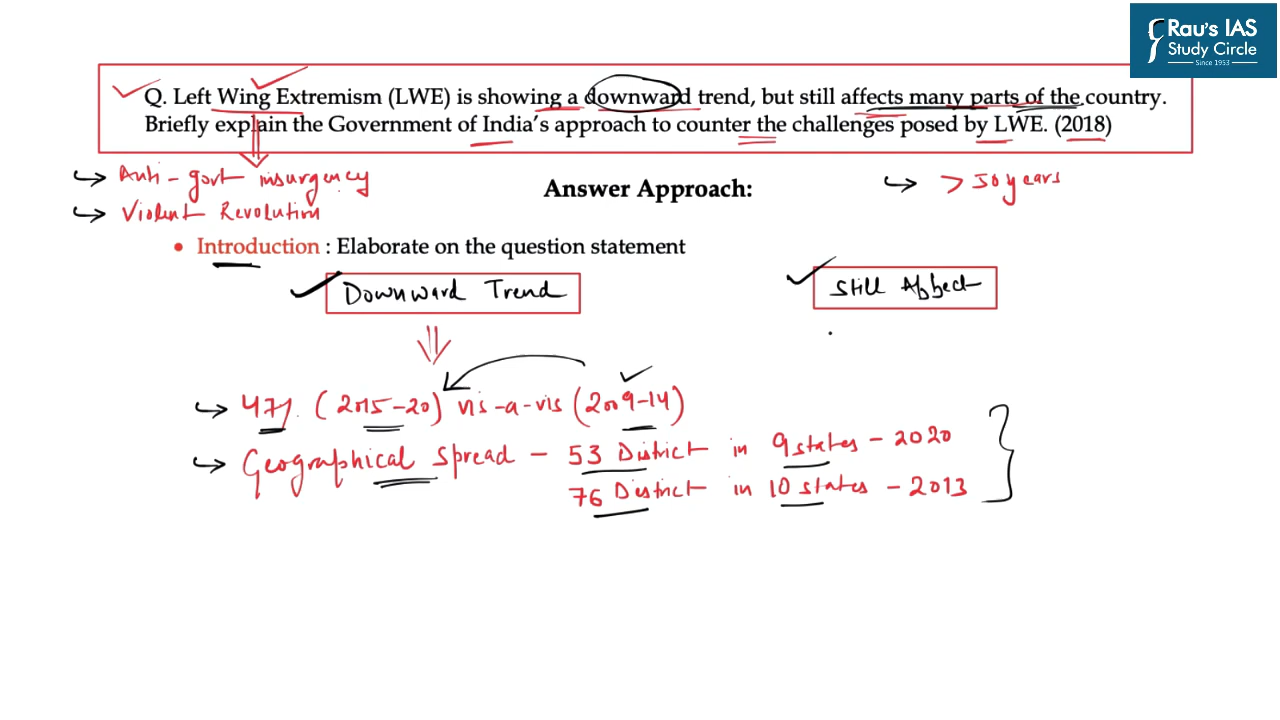 Rau's IAS
Study Circle
Since 1953
Q. Left Wing Extremism (LWE) is showing a downward trend, but still affects many parts of the country.
Briefly explain the Government of India's approach to counter the challenges posed by LWE. (2018)
Anti-govt insurgency
Violent Revolution
> 50 years
Answer Approach:
• Introduction : Elaborate on the question statement
Downward Trend
Still Affect
47%. (2015-20) vis-a-vis (2009-14)
Geographical Spread - 53 District in 9 states - 2020
76 District in 10 states - 2013